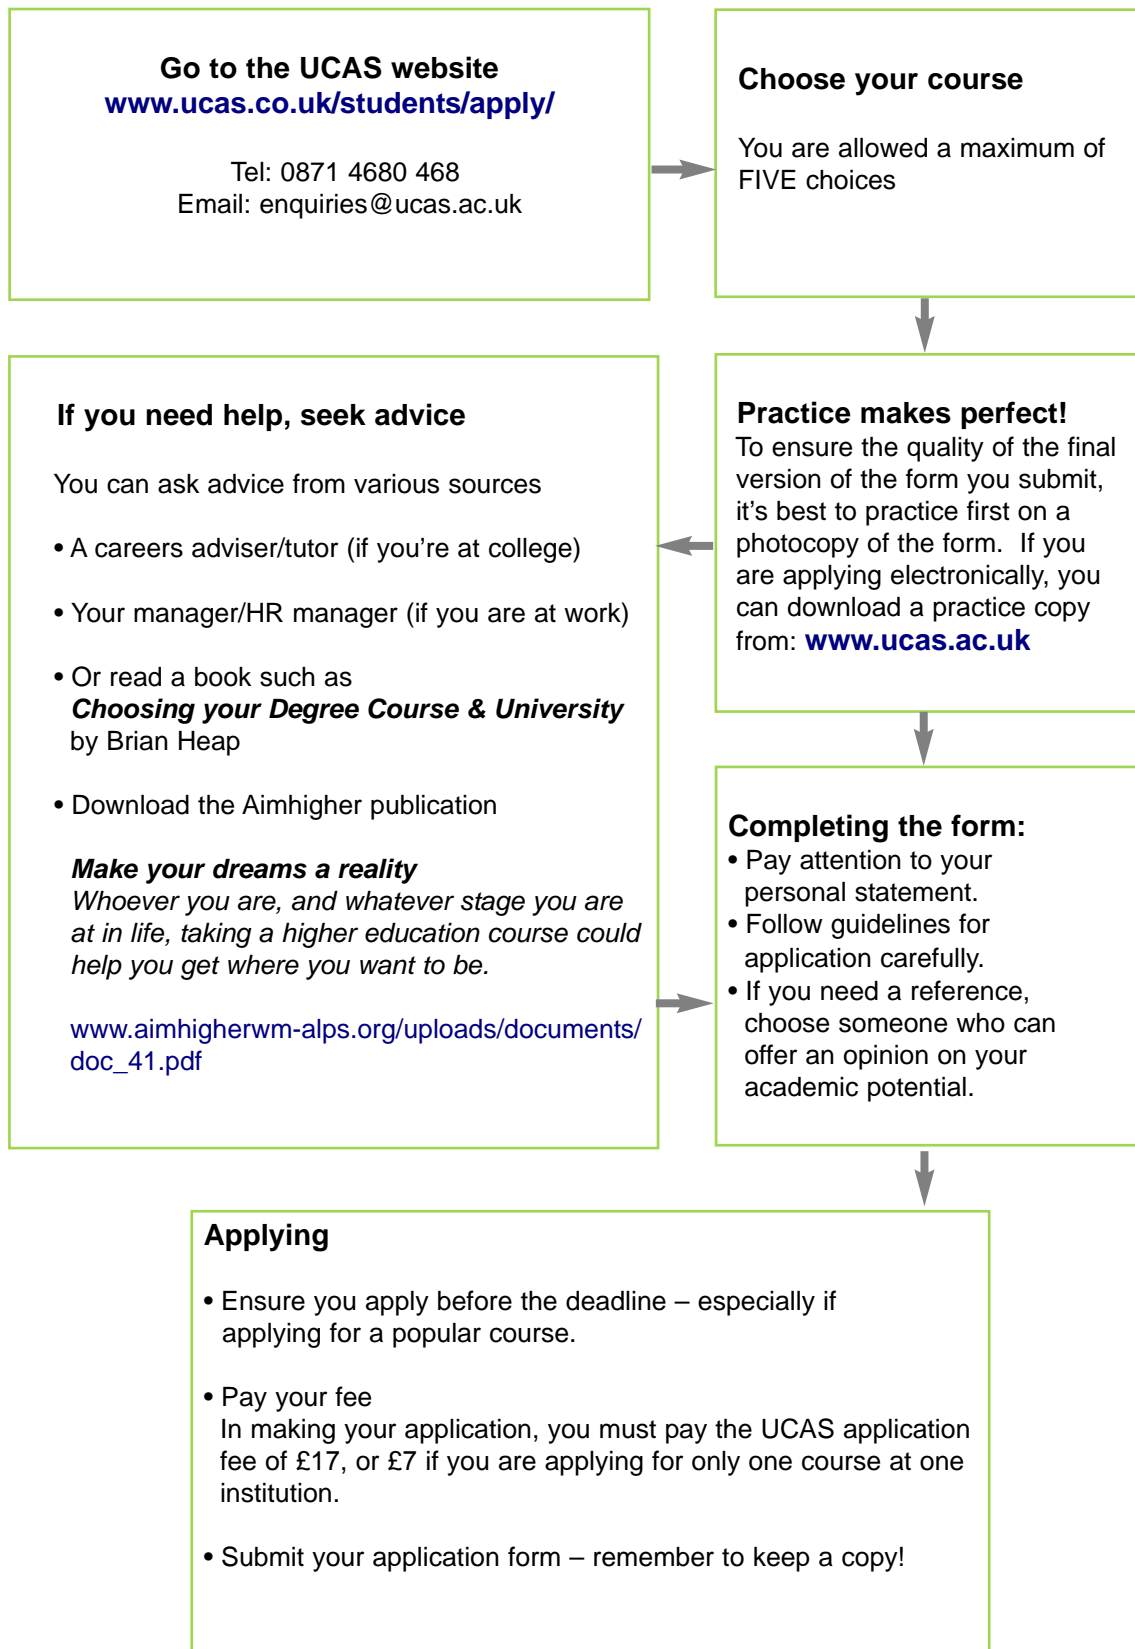 Go to the UCAS website
www.ucas.co.uk/students/apply/
Tel: 0871 4680 468
Email: enquiries@ucas.ac.uk
Choose your course
You are allowed a maximum of
FIVE choices
Practice makes perfect!
To ensure the quality of the final
version of the form you submit,
it's best to practice first on a
photocopy of the form.  If you
are applying electronically, you
can download a practice copy
from: www.ucas.ac.uk
If you need help, seek advice
You can ask advice from various sources
• A careers adviser/tutor (if you're at college)
• Your manager/HR manager (if you are at work)
• Or read a book such as
Choosing your Degree Course & University
by Brian Heap
• Download the Aimhigher publication
Make your dreams a reality
Whoever you are, and whatever stage you are
at in life, taking a higher education course could
help you get where you want to be.
www.aimhigherwm-alps.org/uploads/documents/
doc_41.pdf
Completing the form:
• Pay attention to your
personal statement.
• Follow guidelines for
application carefully.
• If you need a reference,
choose someone who can
offer an opinion on your
academic potential.
Applying
• Ensure you apply before the deadline – especially if
applying for a popular course.
• Pay your fee
In making your application, you must pay the UCAS application
fee of £17, or £7 if you are applying for only one course at one
institution.
• Submit your application form – remember to keep a copy!